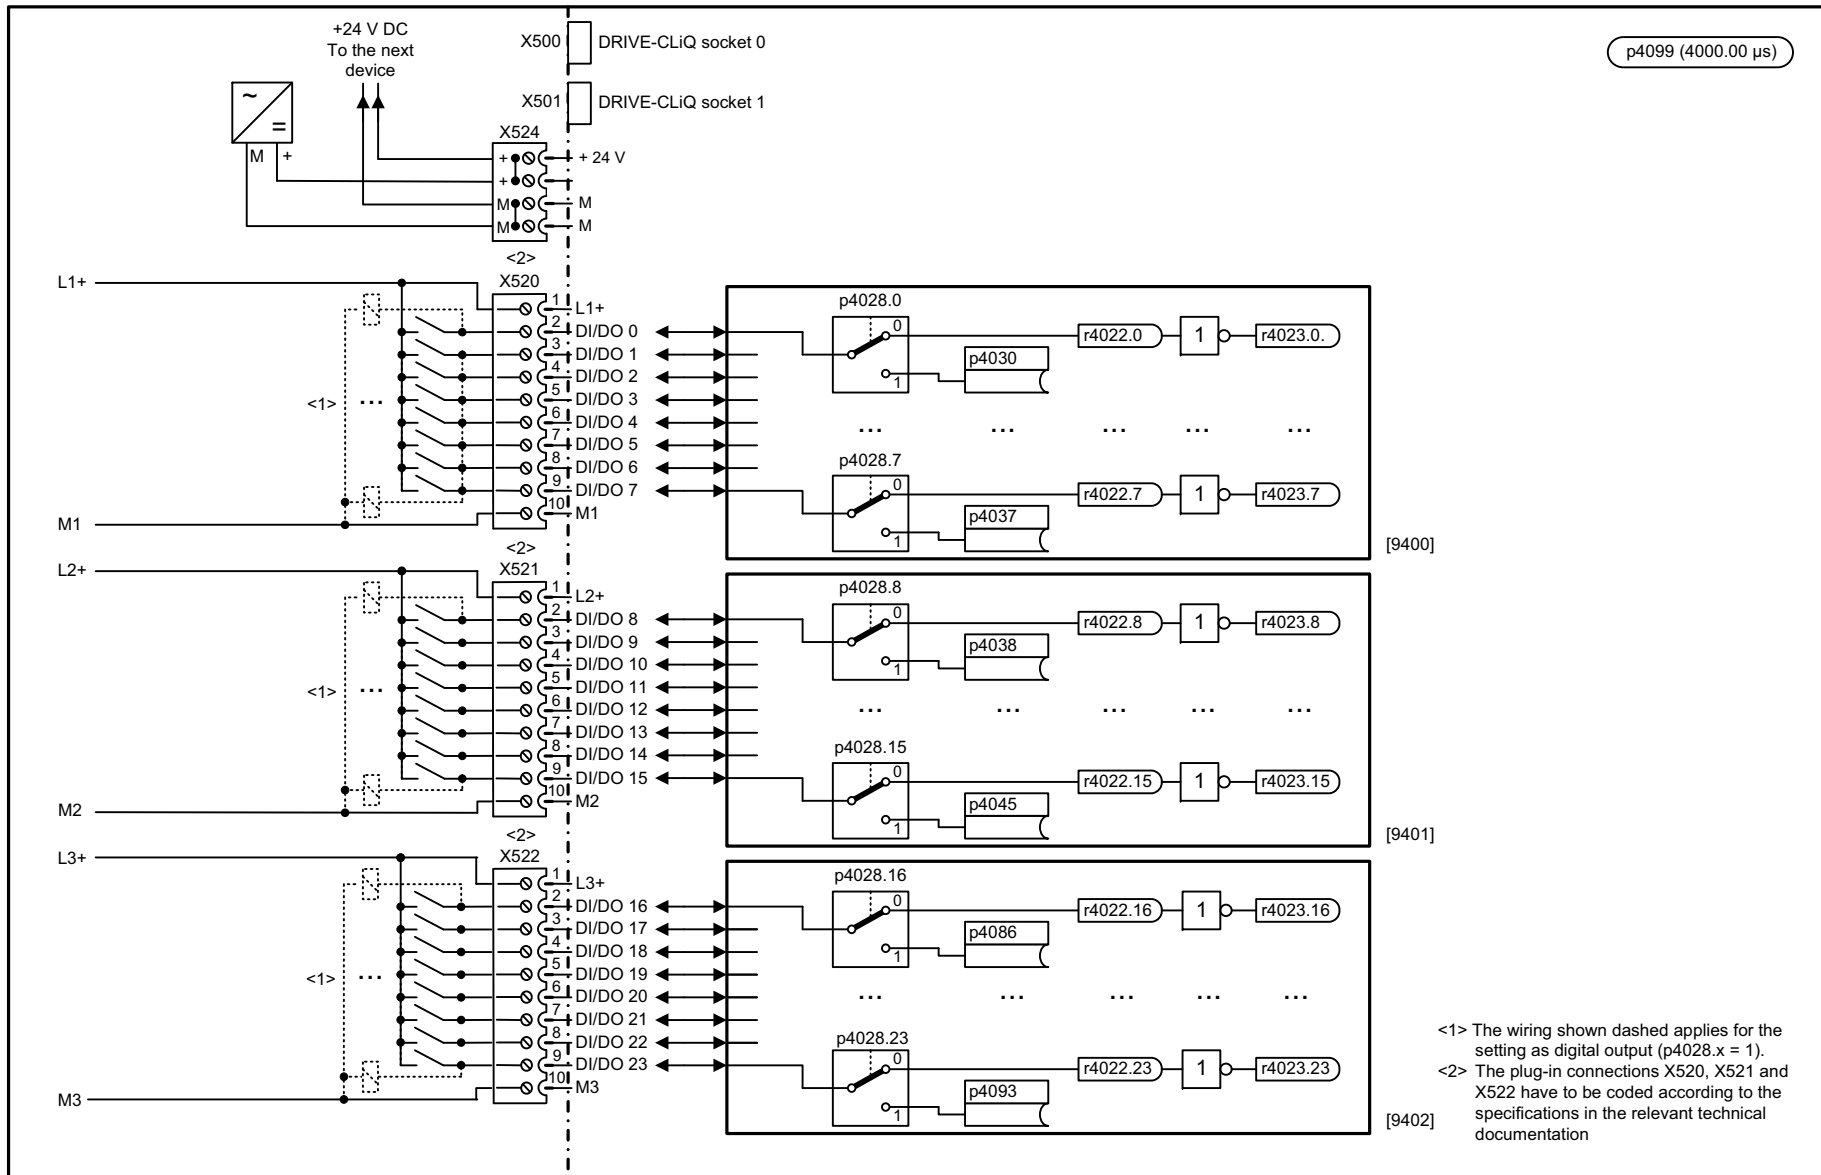 +24 V DC
To the next
device
X500 DRIVE-CLiQ socket 0
p4099 (4000.00 µs)
X501 DRIVE-CLiQ socket 1
~
=
M +
X524
+ + 24 V
+
M M
M M
<2>
X520
L1+
1 L1+
2 DI/DO 0
3 DI/DO 1
4 DI/DO 2
5 DI/DO 3
6 DI/DO 4
7 DI/DO 5
8 DI/DO 6
9 DI/DO 7
10 M1
<1> ...
M1
p4028.0
0
1
p4030
r4022.0 1 r4023.0.
... ... ... ... ...
p4028.7
0
1
p4037
r4022.7 1 r4023.7
[9400]
<2>
X521
L2+
1 L2+
2 DI/DO 8
3 DI/DO 9
4 DI/DO 10
5 DI/DO 11
6 DI/DO 12
7 DI/DO 13
8 DI/DO 14
9 DI/DO 15
10 M2
<1> ...
M2
p4028.8
0
1
p4038
r4022.8 1 r4023.8
... ... ... ... ...
p4028.15
0
1
p4045
r4022.15 1 r4023.15
[9401]
<2>
X522
L3+
1 L3+
2 DI/DO 16
3 DI/DO 17
4 DI/DO 18
5 DI/DO 19
6 DI/DO 20
7 DI/DO 21
8 DI/DO 22
9 DI/DO 23
10 M3
<1> ...
M3
p4028.16
0
1
p4086
r4022.16 1 r4023.16
... ... ... ... ...
p4028.23
0
1
p4093
r4022.23 1 r4023.23
[9402]
<1> The wiring shown dashed applies for the
setting as digital output (p4028.x = 1).
<2> The plug-in connections X520, X521 and
X522 have to be coded according to the
specifications in the relevant technical
documentation